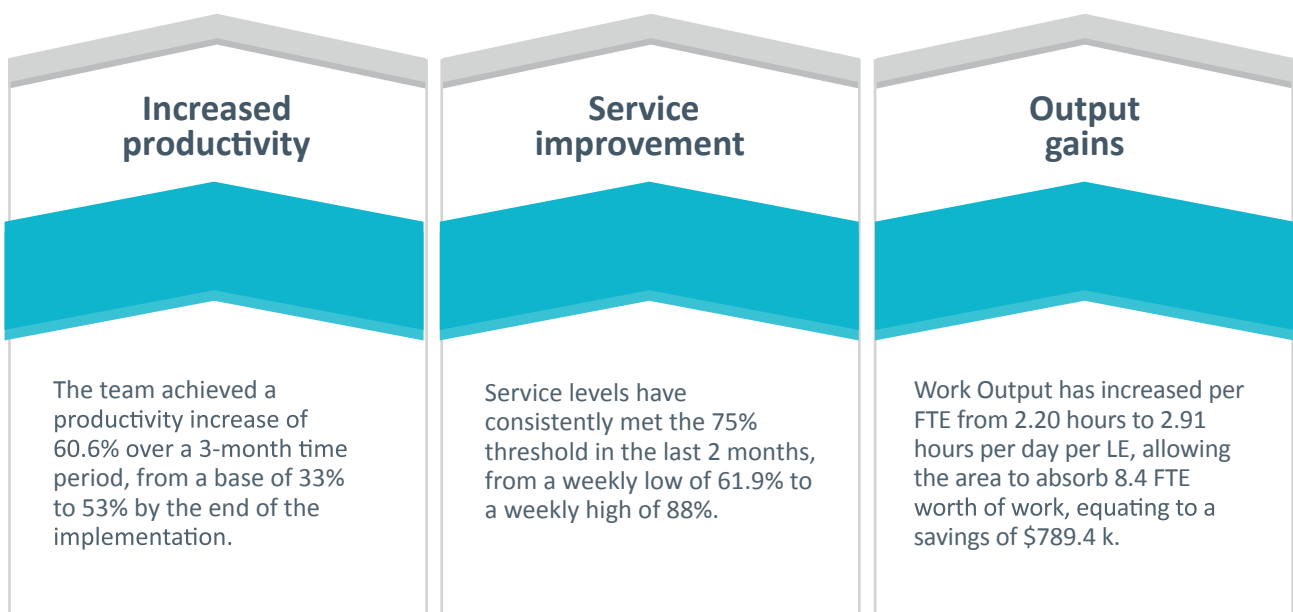 Increased
productivity
The team achieved a
productivity increase of
60.6% over a 3-month time
period, from a base of 33%
to 53% by the end of the
implementation.
Service
improvement
Service levels have
consistently met the 75%
threshold in the last 2 months,
from a weekly low of 61.9% to
a weekly high of 88%.
Output
gains
Work Output has increased per
FTE from 2.20 hours to 2.91
hours per day per LE, allowing
the area to absorb 8.4 FTE
worth of work, equating to a
savings of $789.4 k.